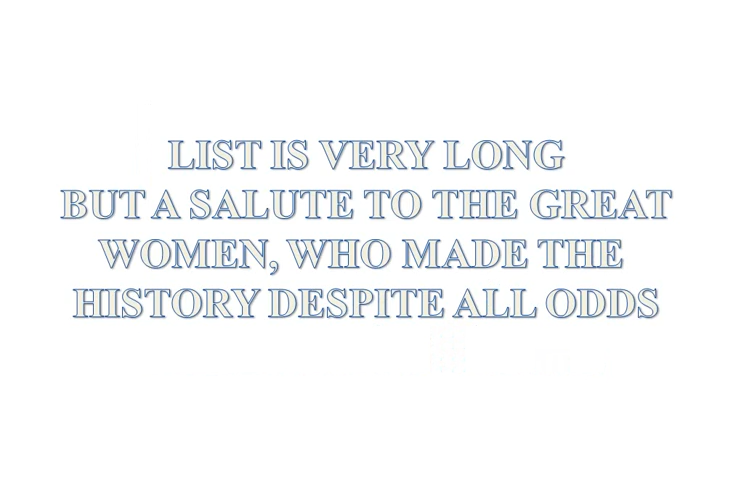 LIST IS VERY LONG
BUT A SALUTE TO THE GREAT
WOMEN, WHO MADE THE
HISTORY DESPITE ALL ODDS